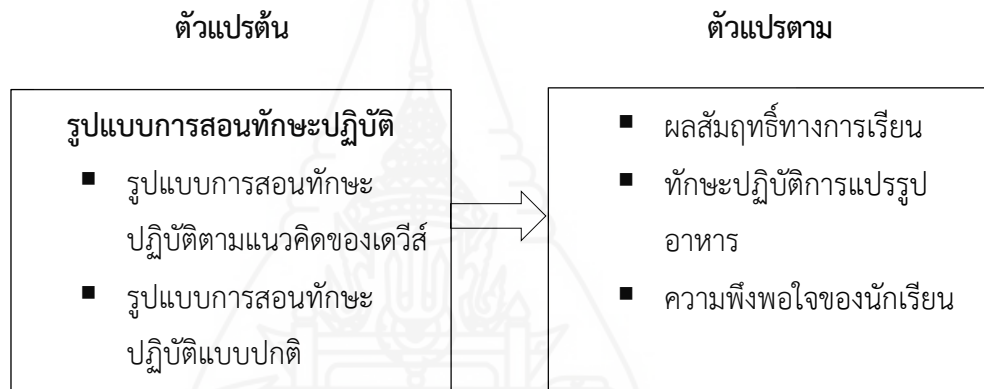 ตัวแปรต้น
ตัวแปรตาม
รูปแบบการสอนทักษะปฏิบัติ
▪ รูปแบบการสอนทักษะ
ปฏิบัติตามแนวคิดของเดวีส์
▪ รูปแบบการสอนทักษะ
ปฏิบัติแบบปกติ
▪ ผลสัมฤทธิ์ทางการเรียน
▪ ทักษะปฏิบัติการแปรรูป
อาหาร
▪ ความพึงพอใจของนักเรียน